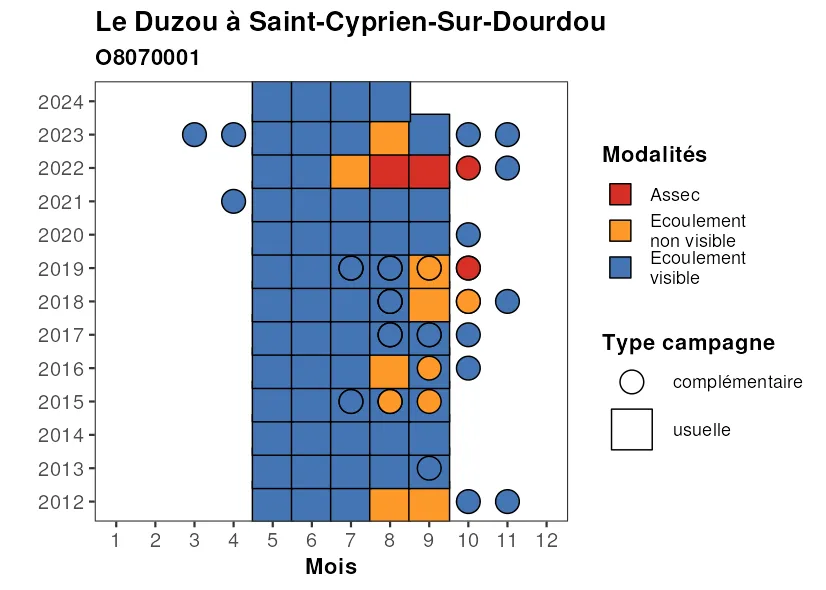 Le Duzou à Saint-Cyprien-Sur-Dourdou
O8070001
2024
2023
2022
2021
2020
2019
2018
2017
2016
2015
2014
2013
2012
1 2 3 4 5 6 7 8 9 10 11 12
Mois
Modalités
Assec
Ecoulement
non visible
Ecoulement
visible
Type campagne
complémentaire
usuelle